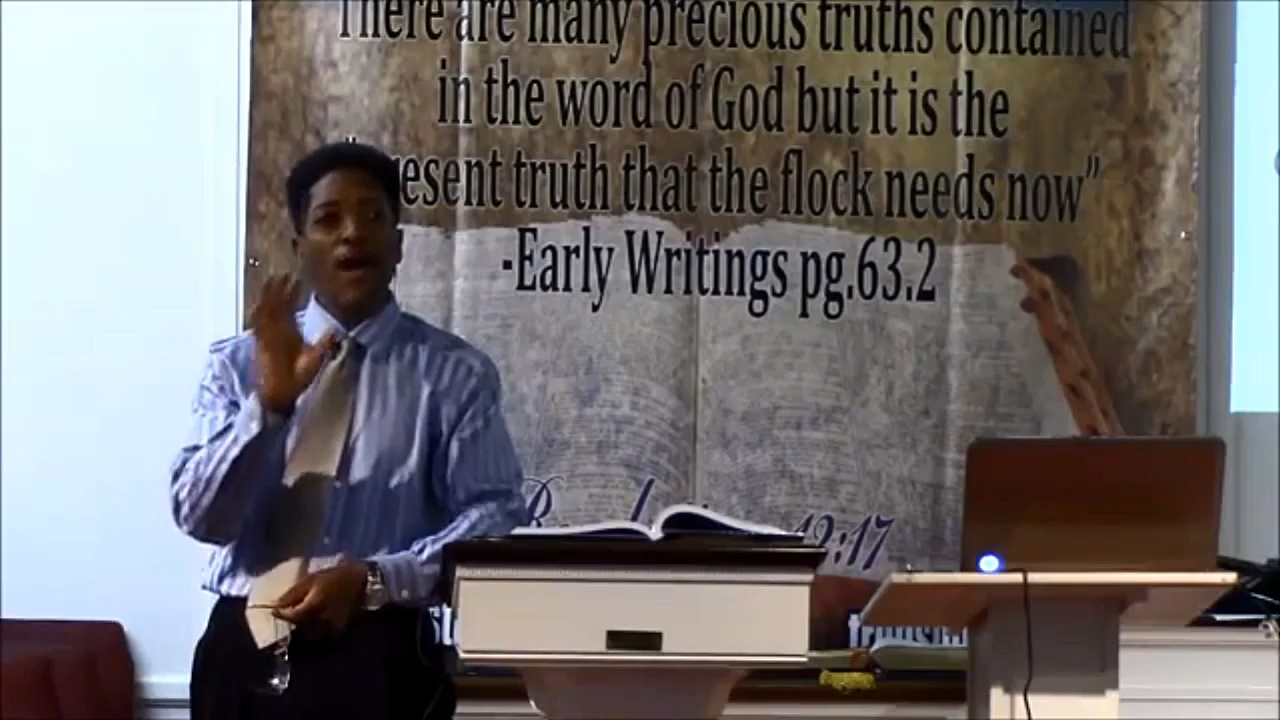 There are many precious truths contained
in the word of God but it is the
resent truth that the flock needs now”
-Early Writings pg.63.2
12:17